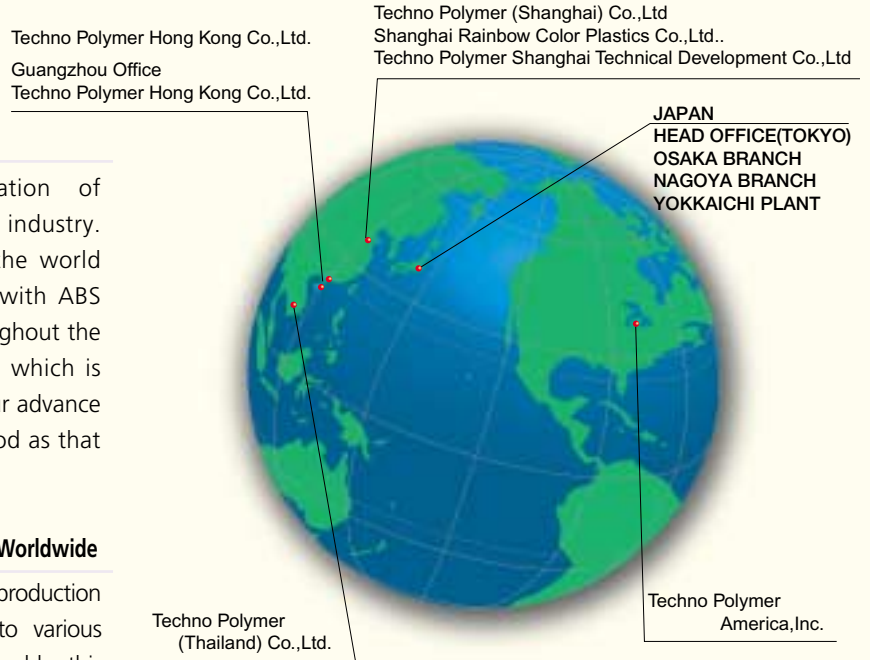 Techno Polymer Hong Kong Co.,Ltd.
Guangzhou Office
Techno Polymer Hong Kong Co.,Ltd.
Techno Polymer (Shanghai) Co.,Ltd
Shanghai Rainbow Color Plastics Co.,Ltd..
Techno Polymer Shanghai Technical Development Co.,Ltd
JAPAN
HEAD OFFICE(TOKYO)
OSAKA BRANCH
NAGOYA BRANCH
YOKKAICHI PLANT
ation of
industry.
the world
with ABS
ghout the
which is
ur advance
od as that
Worldwide
production
to various
Techno Polymer
(Thailand) Co.,Ltd.
Techno Polymer
America,Inc.